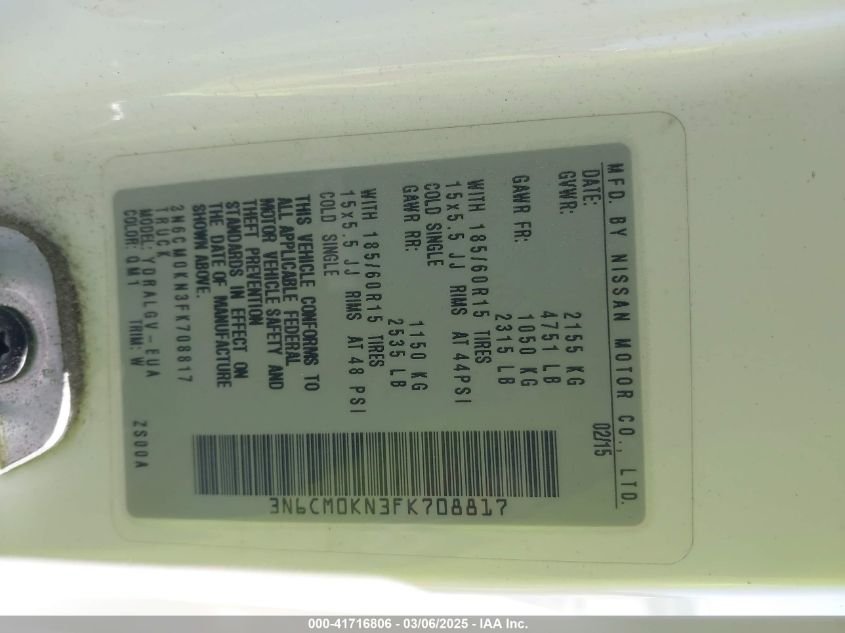 MFD. BY NISSAN MOTOR CO., LTD.
DATE: 02/15
GVWR: 2155 KG
4751 LB
GAWR FR: 1050 KG
2315 LB
WITH 185/60R15 TIRES
15x5.5 JJ RIMS AT 44PSI
COLD SINGLE
GAWR RR: 1150 KG
2535 LB
WITH 185/60R15 TIRES
15x5.5 JJ RIMS AT 48 PSI
COLD SINGLE
THIS VEHICLE CONFORMS TO
ALL APPLICABLE FEDERAL
MOTOR VEHICLE SAFETY AND
THEFT PREVENTION
STANDARDS IN EFFECT ON
THE DATE OF MANUFACTURE
SHOWN ABOVE.
3N6CM0KN3FK708817
TRUCK
MODEL: YDRALGV-EUA
COLOR: QM1 TRIM: W ZS00A
3N6CM0KN3FK708817
000-41716806 - 03/06/2025 - IAA Inc.